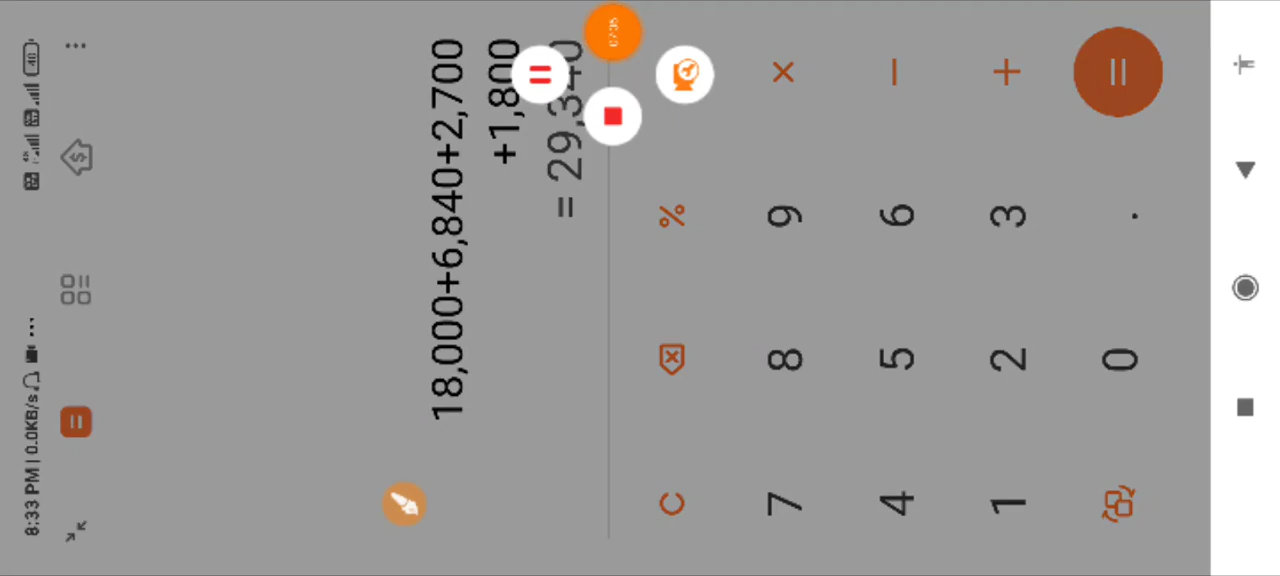 8:33 PM | 0.0KB/s
40
18,000+6,840+2,700
+1,800
= 29,340
C
%
7 8 9 ×
4 5 6 −
1 2 3 +
0 . =